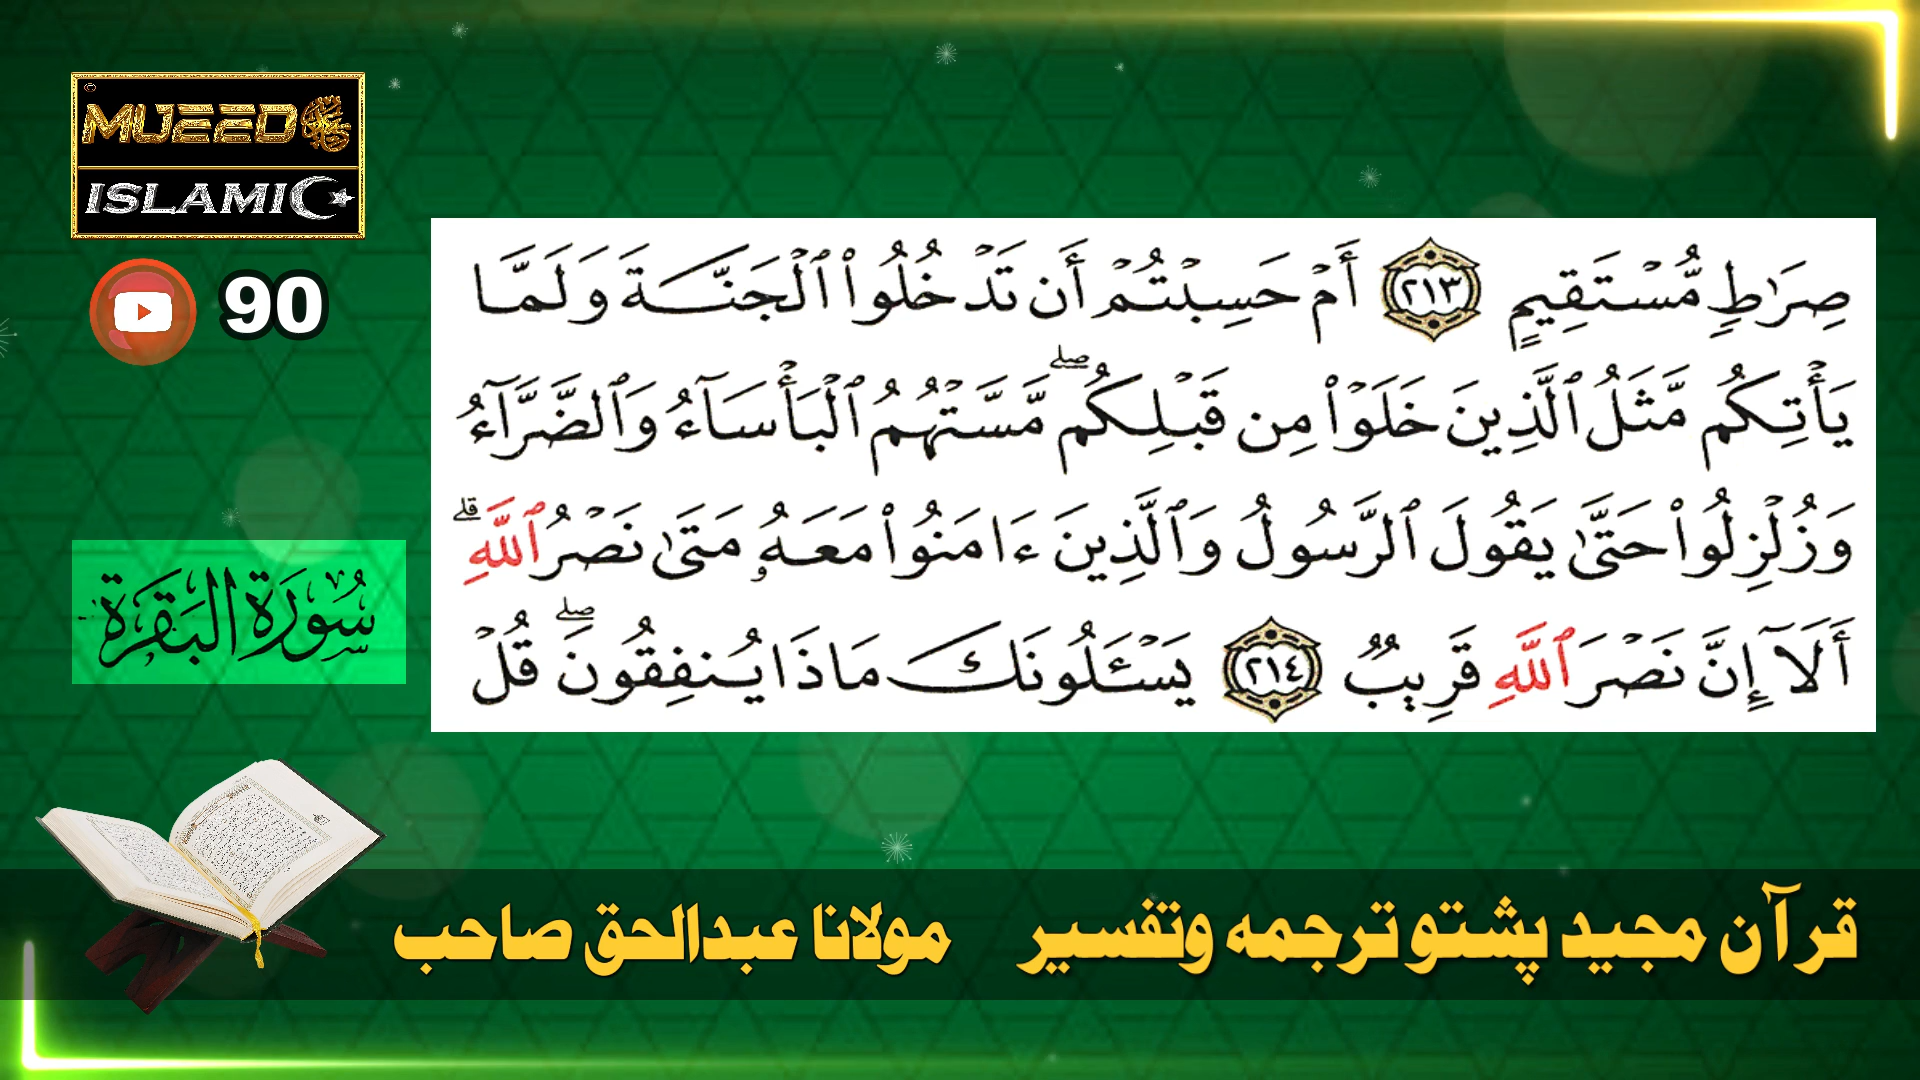 ©
MUEED
ISLAMIC
90
صِرَٰطٍ مُّسْتَقِيمٍ ٢١٣ أَمْ حَسِبْتُمْ أَن تَدْخُلُوا۟ ٱلْجَنَّةَ وَلَمَّا
يَأْتِكُم مَّثَلُ ٱلَّذِينَ خَلَوْا۟ مِن قَبْلِكُم ۖ مَّسَّتْهُمُ ٱلْبَأْسَآءُ وَٱلضَّرَّآءُ
وَزُلْزِلُوا۟ حَتَّىٰ يَقُولَ ٱلرَّسُولُ وَٱلَّذِينَ ءَامَنُوا۟ مَعَهُۥ مَتَىٰ نَصْرُ ٱللَّهِ ۗ
أَلَآ إِنَّ نَصْرَ ٱللَّهِ قَرِيبٌ ٢١٤ يَسْـَٔلُونَكَ مَاذَا يُنفِقُونَ ۖ قُلْ
سُورَةُ البَقَرَة
قرآن مجید پشتو ترجمه وتفسیر مولانا عبدالحق صاحب